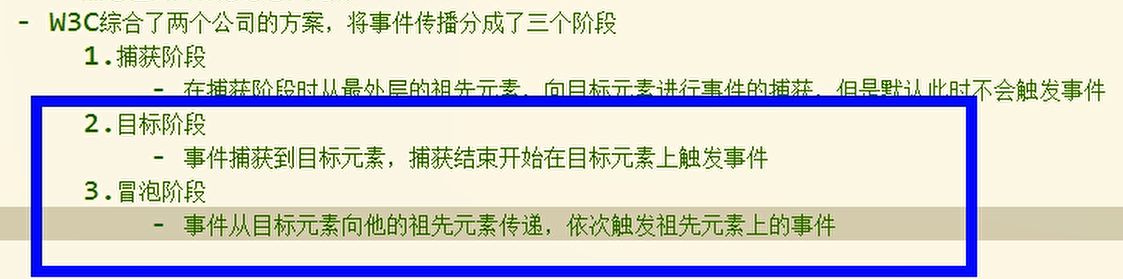 - W3C综合了两个公司的方案，将事件传播分成了三个阶段
1.捕获阶段
- 在捕获阶段时从最外层的祖先元素，向目标元素进行事件的捕获，但是默认此时不会触发事件
2.目标阶段
- 事件捕获到目标元素，捕获结束开始在目标元素上触发事件
3.冒泡阶段
- 事件从目标元素向他的祖先元素传递，依次触发祖先元素上的事件